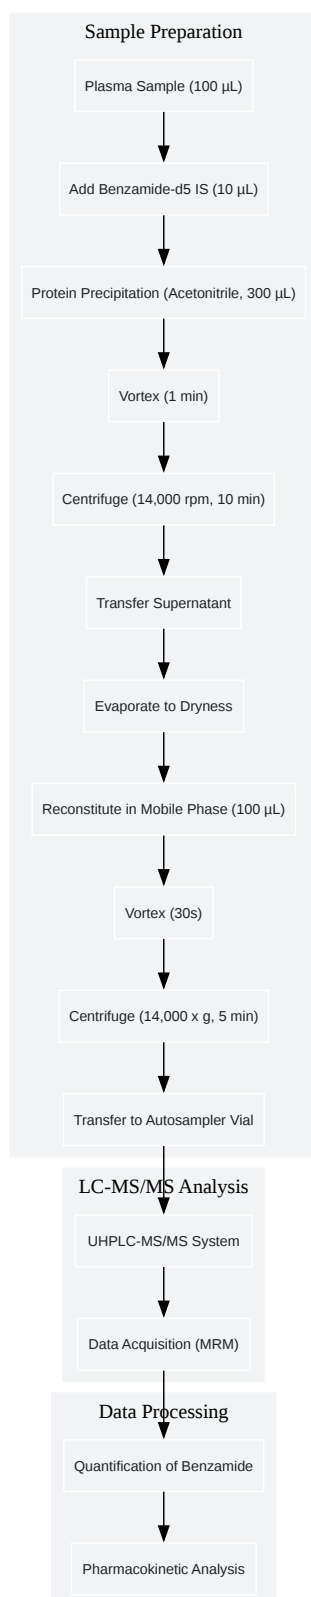 Sample Preparation
Plasma Sample (100 µL)
Add Benzamide-d5 IS (10 µL)
Protein Precipitation (Acetonitrile, 300 µL)
Vortex (1 min)
Centrifuge (14,000 rpm, 10 min)
Transfer Supernatant
Evaporate to Dryness
Reconstitute in Mobile Phase (100 µL)
Vortex (30s)
Centrifuge (14,000 x g, 5 min)
Transfer to Autosampler Vial
LC-MS/MS Analysis
UHPLC-MS/MS System
Data Acquisition (MRM)
Data Processing
Quantification of Benzamide
Pharmacokinetic Analysis